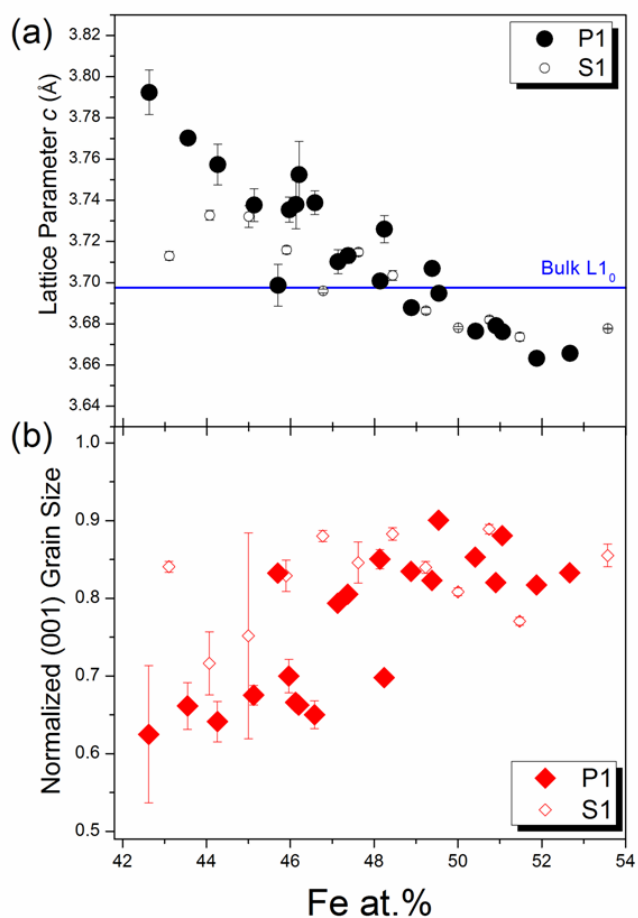 (a)
3.82
3.80
3.78
3.76
3.74
3.72
3.70
3.68
3.66
3.64
Lattice Parameter c (Å)
P1
S1
Bulk L1₀
(b)
1.0
0.9
0.8
0.7
0.6
0.5
Normalized (001) Grain Size
P1
S1
42 44 46 48 50 52 54
Fe at.%